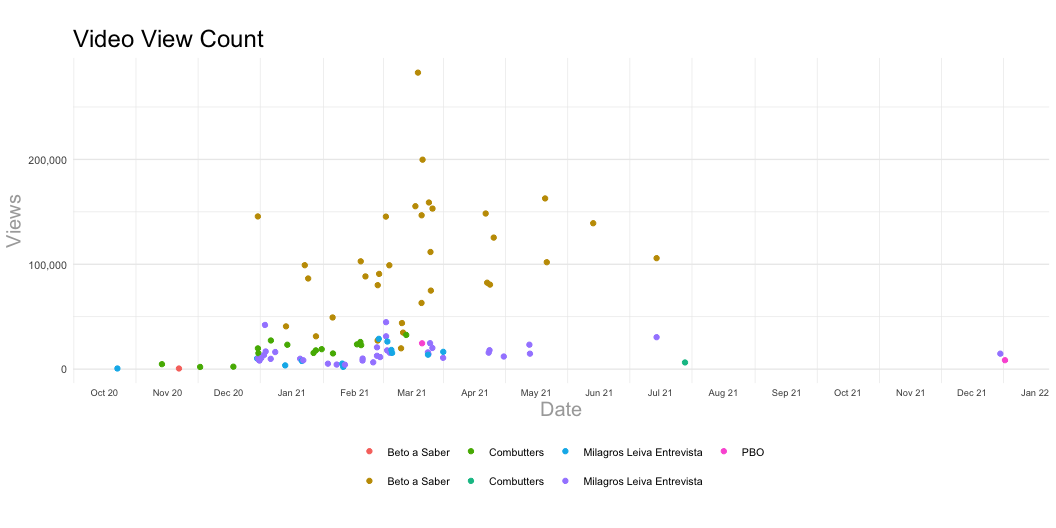 Video View Count
200,000
100,000
0
Views
Oct 20 Nov 20 Dec 20 Jan 21 Feb 21 Mar 21 Apr 21 May 21 Jun 21 Jul 21 Aug 21 Sep 21 Oct 21 Nov 21 Dec 21 Jan 22
Date
Beto a Saber Combutters Milagros Leiva Entrevista PBO
Beto a Saber Combutters Milagros Leiva Entrevista